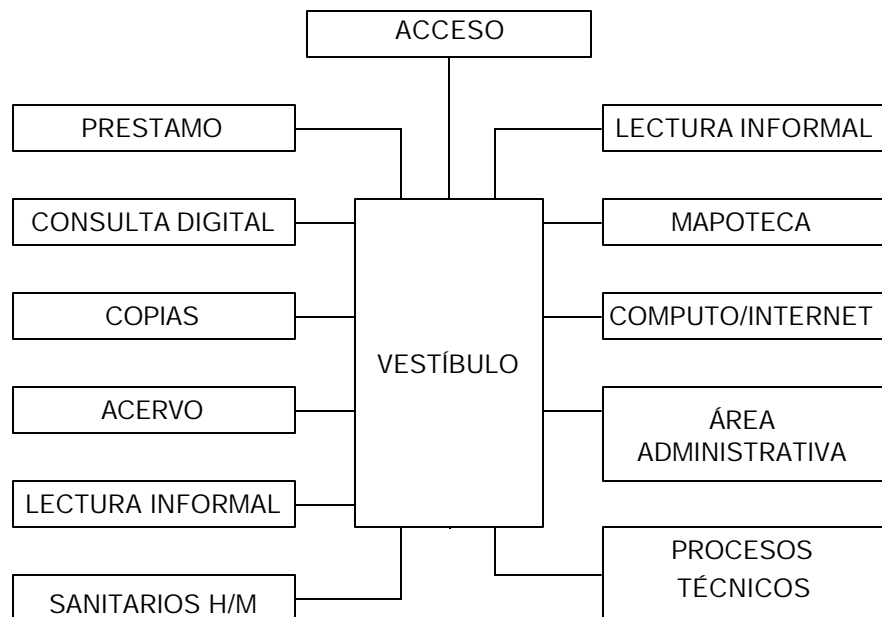 ACCESO
PRESTAMO
LECTURA INFORMAL
CONSULTA DIGITAL
MAPOTECA
COPIAS
COMPUTO/INTERNET
VESTÍBULO
ACERVO
ÁREA
ADMINISTRATIVA
LECTURA INFORMAL
PROCESOS
TÉCNICOS
SANITARIOS H/M